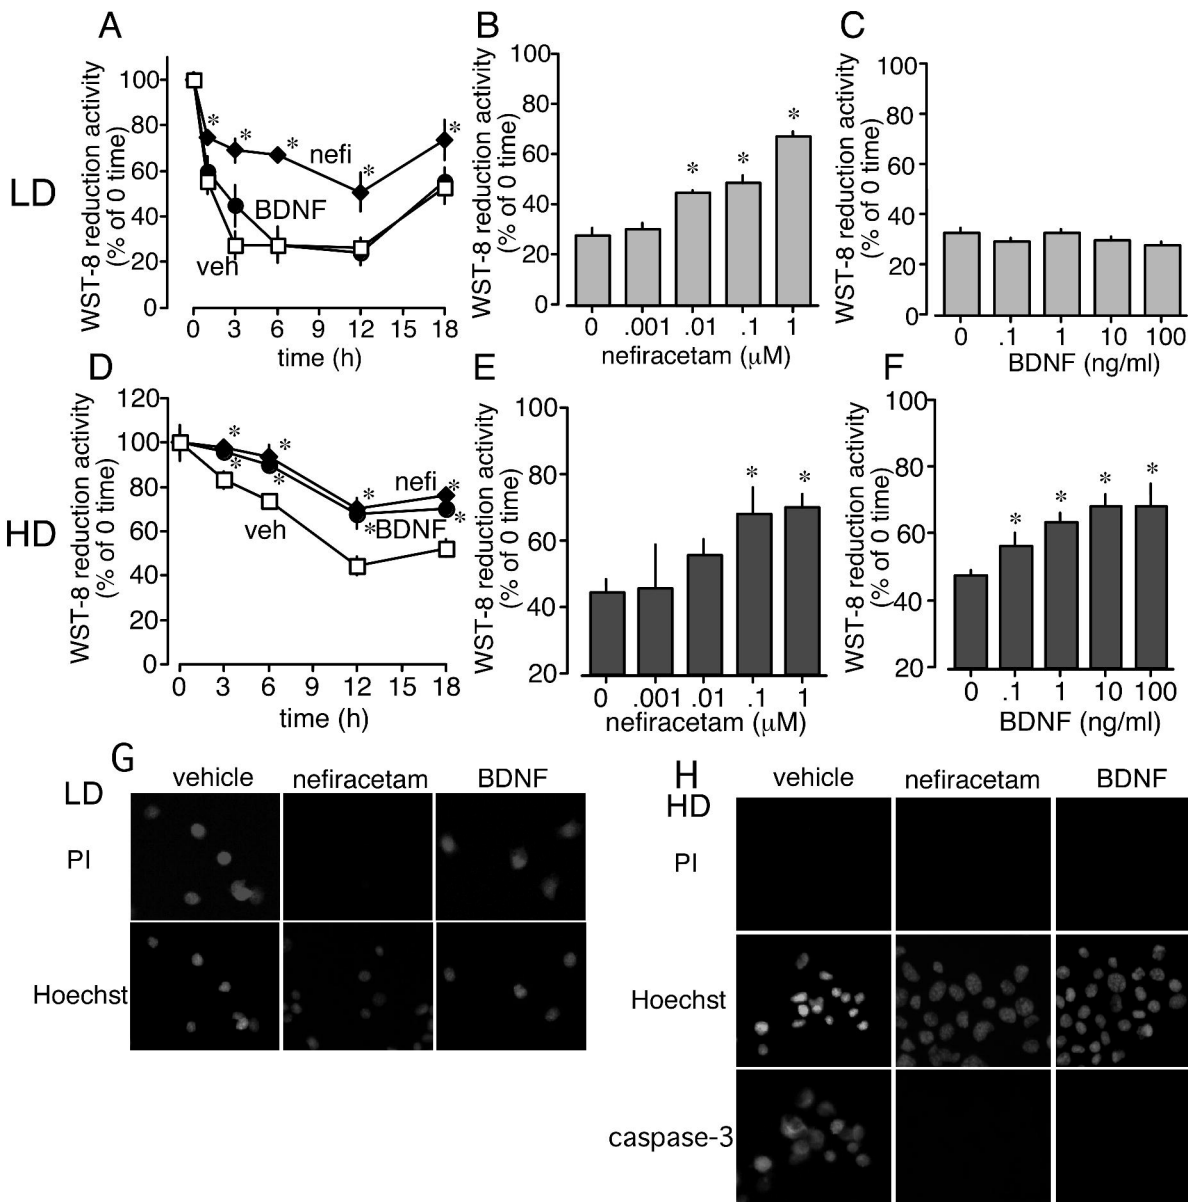 A
WST-8 reduction activity
(% of 0 time)
100
80
60
40
20
0
nefi
BDNF
veh
* * * * *
0 3 6 9 12 15 18
time (h)
B
WST-8 reduction activity
(% of 0 time)
100
80
60
40
20
0
* * *
0 .001 .01 .1 1
nefiracetam (μM)
C
WST-8 reduction activity
(% of 0 time)
100
80
60
40
20
0
0 .1 1 10 100
BDNF (ng/ml)
LD
D
WST-8 reduction activity
(% of 0 time)
120
100
80
60
40
20
0
* * * *
* * * *
nefi
BDNF
veh
0 3 6 9 12 15 18
time (h)
E
WST-8 reduction activity
(% of 0 time)
100
80
60
40
20
* *
0 .001 .01 .1 1
nefiracetam (μM)
F
WST-8 reduction activity
(% of 0 time)
100
80
60
40
20
* * * *
0 .1 1 10 100
BDNF (ng/ml)
HD
G
LD
vehicle nefiracetam BDNF
PI
Hoechst
H
HD
vehicle nefiracetam BDNF
PI
Hoechst
caspase-3